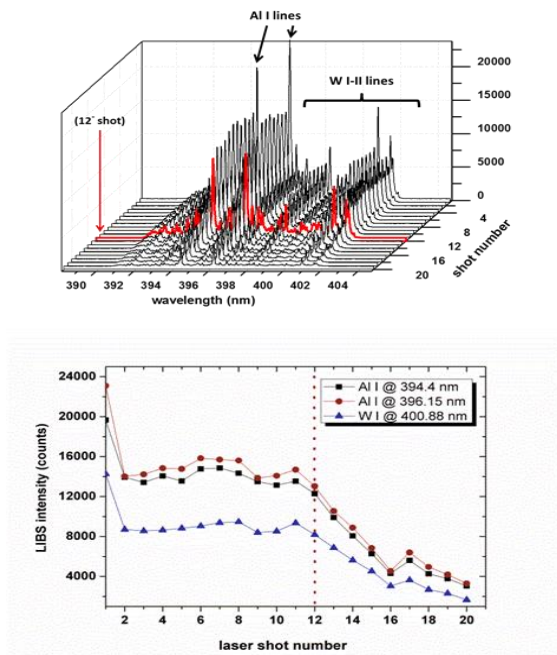 Al I lines
W I-II lines
(12° shot)
20000
15000
10000
5000
0
4
8
12
16
20
shot number
390 392 394 396 398 400 402 404
wavelength (nm)
24000
20000
16000
12000
8000
4000
LIBS intensity (counts)
Al I @ 394.4 nm
Al I @ 396.15 nm
W I @ 400.88 nm
2 4 6 8 10 12 14 16 18 20
laser shot number